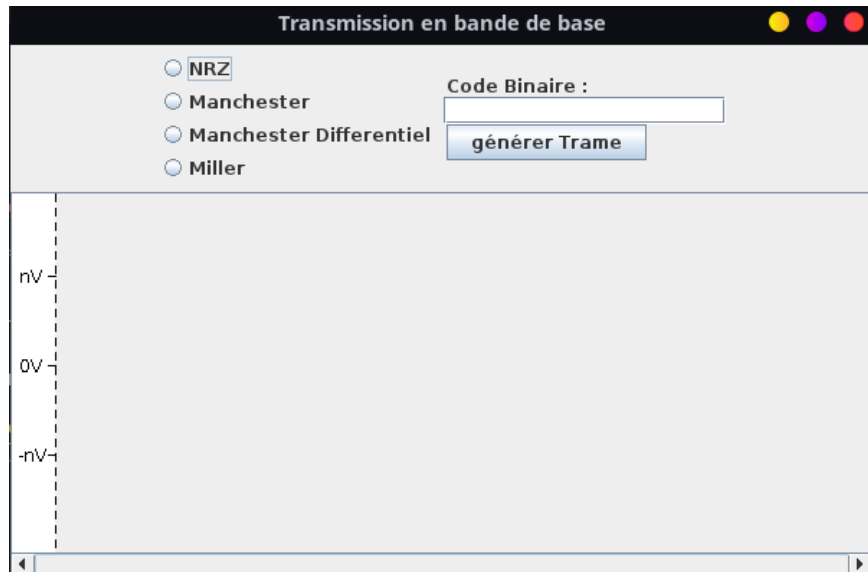 Transmission en bande de base
NRZ
Manchester
Manchester Differentiel
Miller
Code Binaire :
générer Trame
nV
0V
-nV